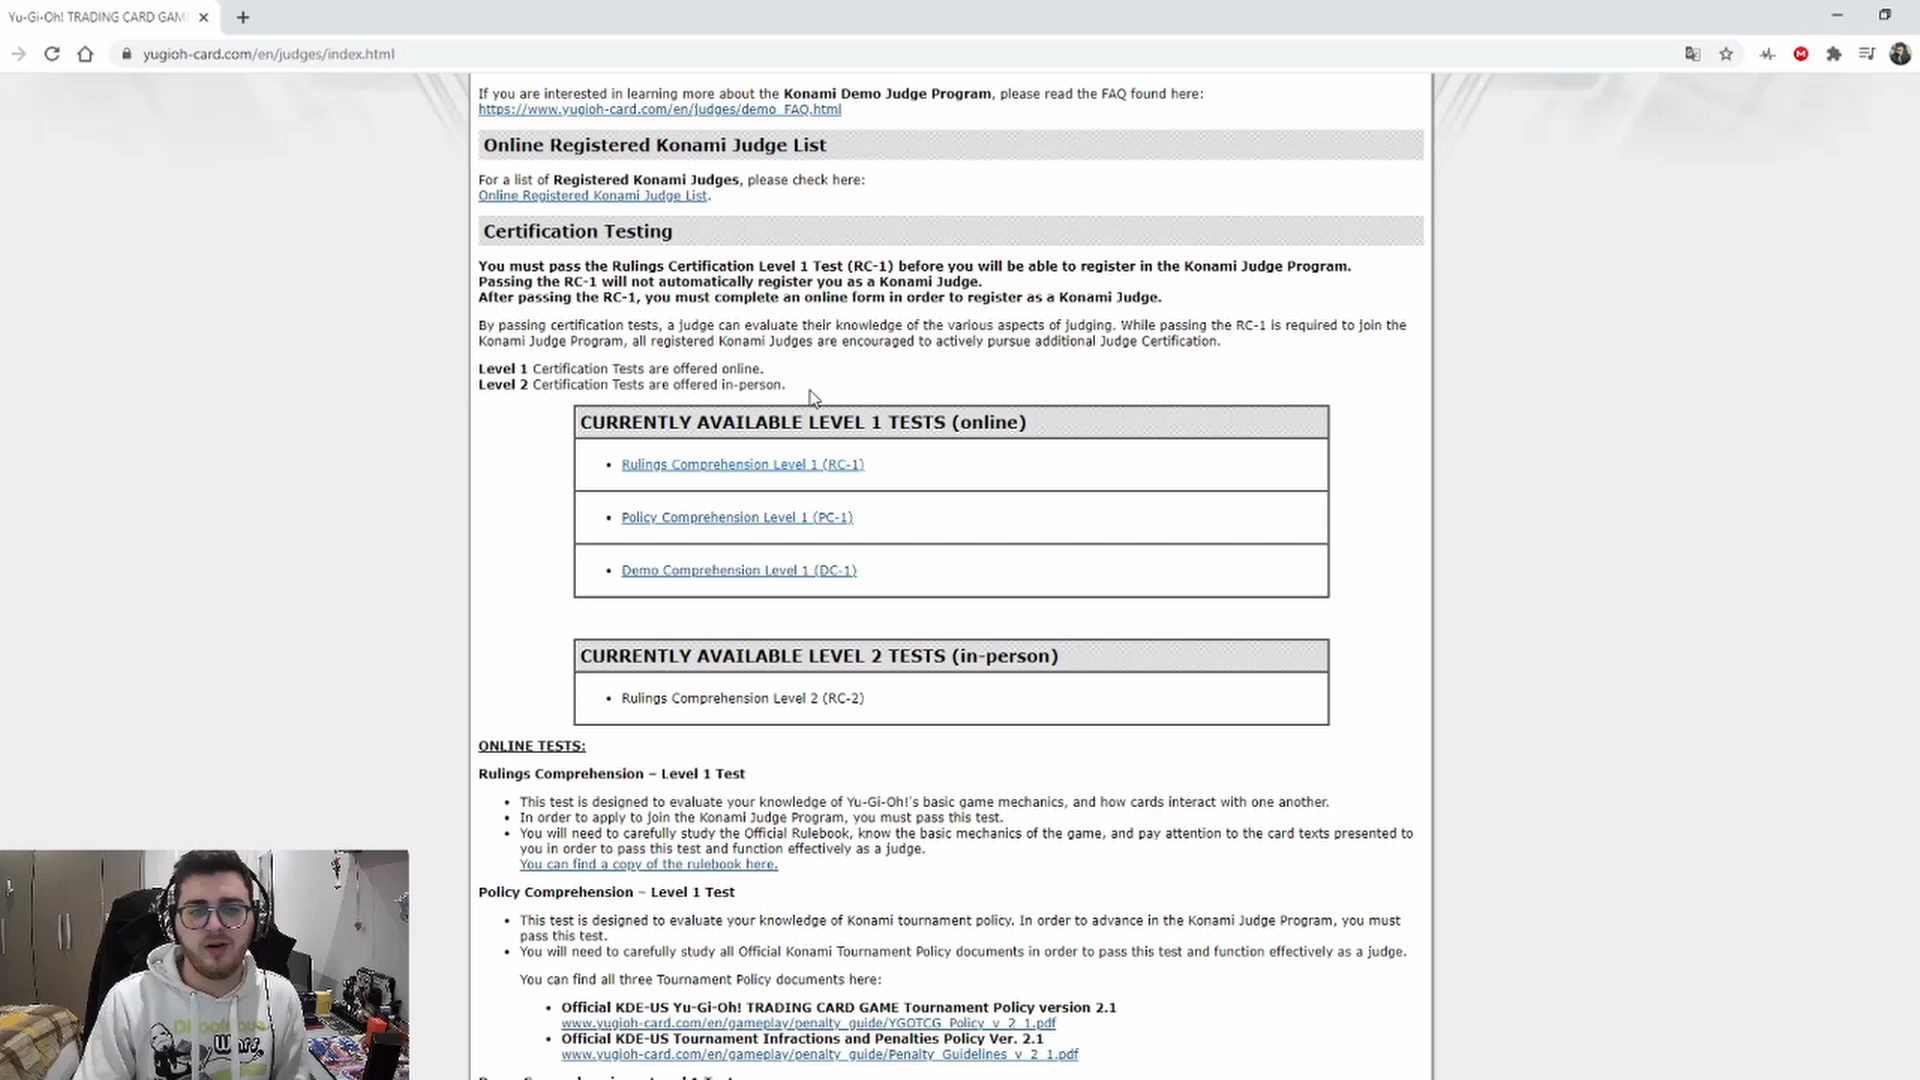 Yu-Gi-Oh! TRADING CARD GAM
yugioh-card.com/en/judges/index.html
If you are interested in learning more about the Konami Demo Judge Program, please read the FAQ found here:
https://www.yugioh-card.com/en/judges/demo_FAQ.html
Online Registered Konami Judge List
For a list of Registered Konami Judges, please check here:
Online Registered Konami Judge List.
Certification Testing
You must pass the Rulings Certification Level 1 Test (RC-1) before you will be able to register in the Konami Judge Program.
Passing the RC-1 will not automatically register you as a Konami Judge.
After passing the RC-1, you must complete an online form in order to register as a Konami Judge.
By passing certification tests, a judge can evaluate their knowledge of the various aspects of judging. While passing the RC-1 is required to join the
Konami Judge Program, all registered Konami Judges are encouraged to actively pursue additional Judge Certification.
Level 1 Certification Tests are offered online.
Level 2 Certification Tests are offered in-person.
CURRENTLY AVAILABLE LEVEL 1 TESTS (online)
• Rulings Comprehension Level 1 (RC-1)
• Policy Comprehension Level 1 (PC-1)
• Demo Comprehension Level 1 (DC-1)
CURRENTLY AVAILABLE LEVEL 2 TESTS (in-person)
• Rulings Comprehension Level 2 (RC-2)
ONLINE TESTS:
Rulings Comprehension – Level 1 Test
• This test is designed to evaluate your knowledge of Yu-Gi-Oh!'s basic game mechanics, and how cards interact with one another.
• In order to apply to join the Konami Judge Program, you must pass this test.
• You will need to carefully study the Official Rulebook, know the basic mechanics of the game, and pay attention to the card texts presented to
you in order to pass this test and function effectively as a judge.
You can find a copy of the rulebook here.
Policy Comprehension – Level 1 Test
• This test is designed to evaluate your knowledge of Konami tournament policy. In order to advance in the Konami Judge Program, you must
pass this test.
• You will need to carefully study all Official Konami Tournament Policy documents in order to pass this test and function effectively as a judge.
You can find all three Tournament Policy documents here:
• Official KDE-US Yu-Gi-Oh! TRADING CARD GAME Tournament Policy version 2.1
www.yugioh-card.com/en/gameplay/penalty_guide/YGOTCG_Policy_v_2_1.pdf
• Official KDE-US Tournament Infractions and Penalties Policy Ver. 2.1
www.yugioh-card.com/en/gameplay/penalty_guide/Penalty_Guidelines_v_2_1.pdf